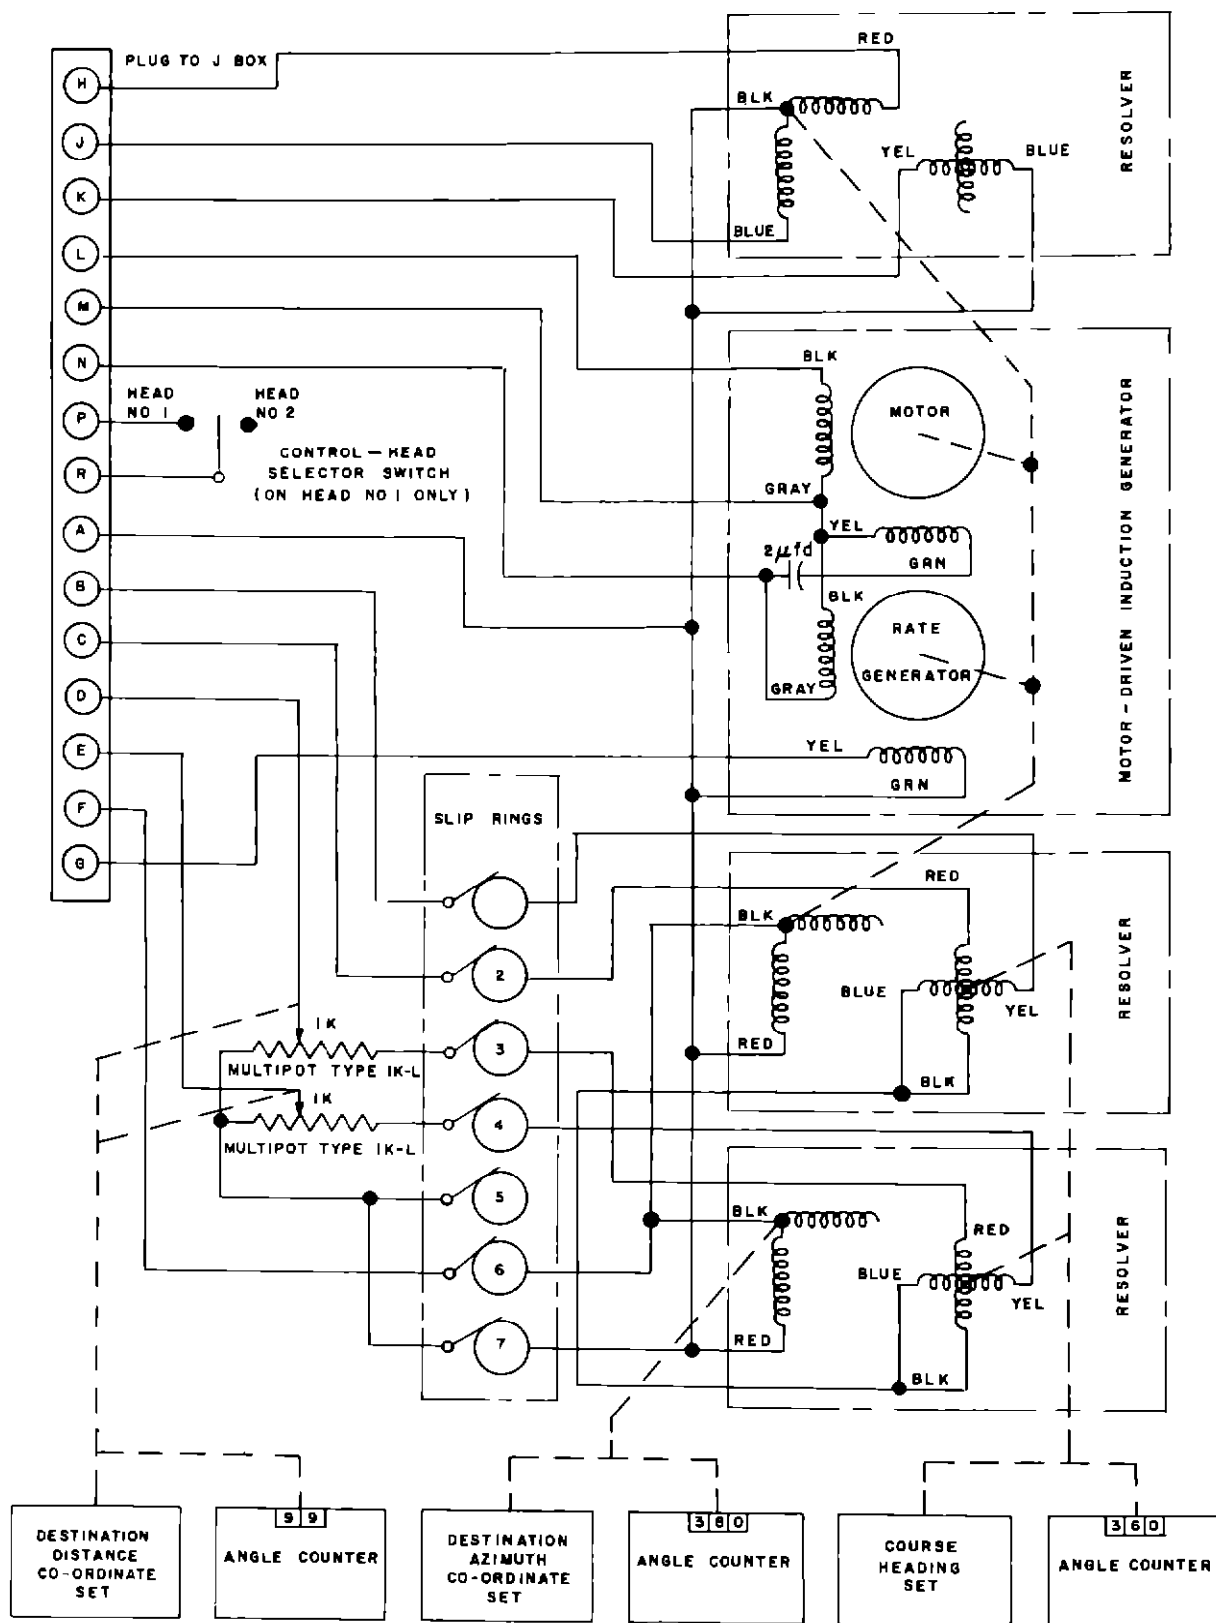 PLUG TO J BOX
H
J
K
L
M
N
P
R
A
B
C
D
E
F
G
HEAD NO 1
HEAD NO 2
CONTROL — HEAD
SELECTOR SWITCH
(ON HEAD NO 1 ONLY)
RED
BLK
YEL
BLUE
BLUE
RESOLVER
BLK
MOTOR
GRAY
YEL
2 μfd
GRN
BLK
RATE
GENERATOR
GRAY
YEL
GRN
MOTOR - DRIVEN INDUCTION GENERATOR
SLIP RINGS
2
3
4
5
6
7
1K
MULTIPOT TYPE 1K-L
1K
MULTIPOT TYPE 1K-L
RED
BLK
BLUE
YEL
RED
BLK
RESOLVER
BLK
RED
BLUE
YEL
RED
BLK
RESOLVER
DESTINATION
DISTANCE
CO-ORDINATE
SET
9 9
ANGLE COUNTER
DESTINATION
AZIMUTH
CO-ORDINATE
SET
3 6 0
ANGLE COUNTER
COURSE
HEADING
SET
3 6 0
ANGLE COUNTER